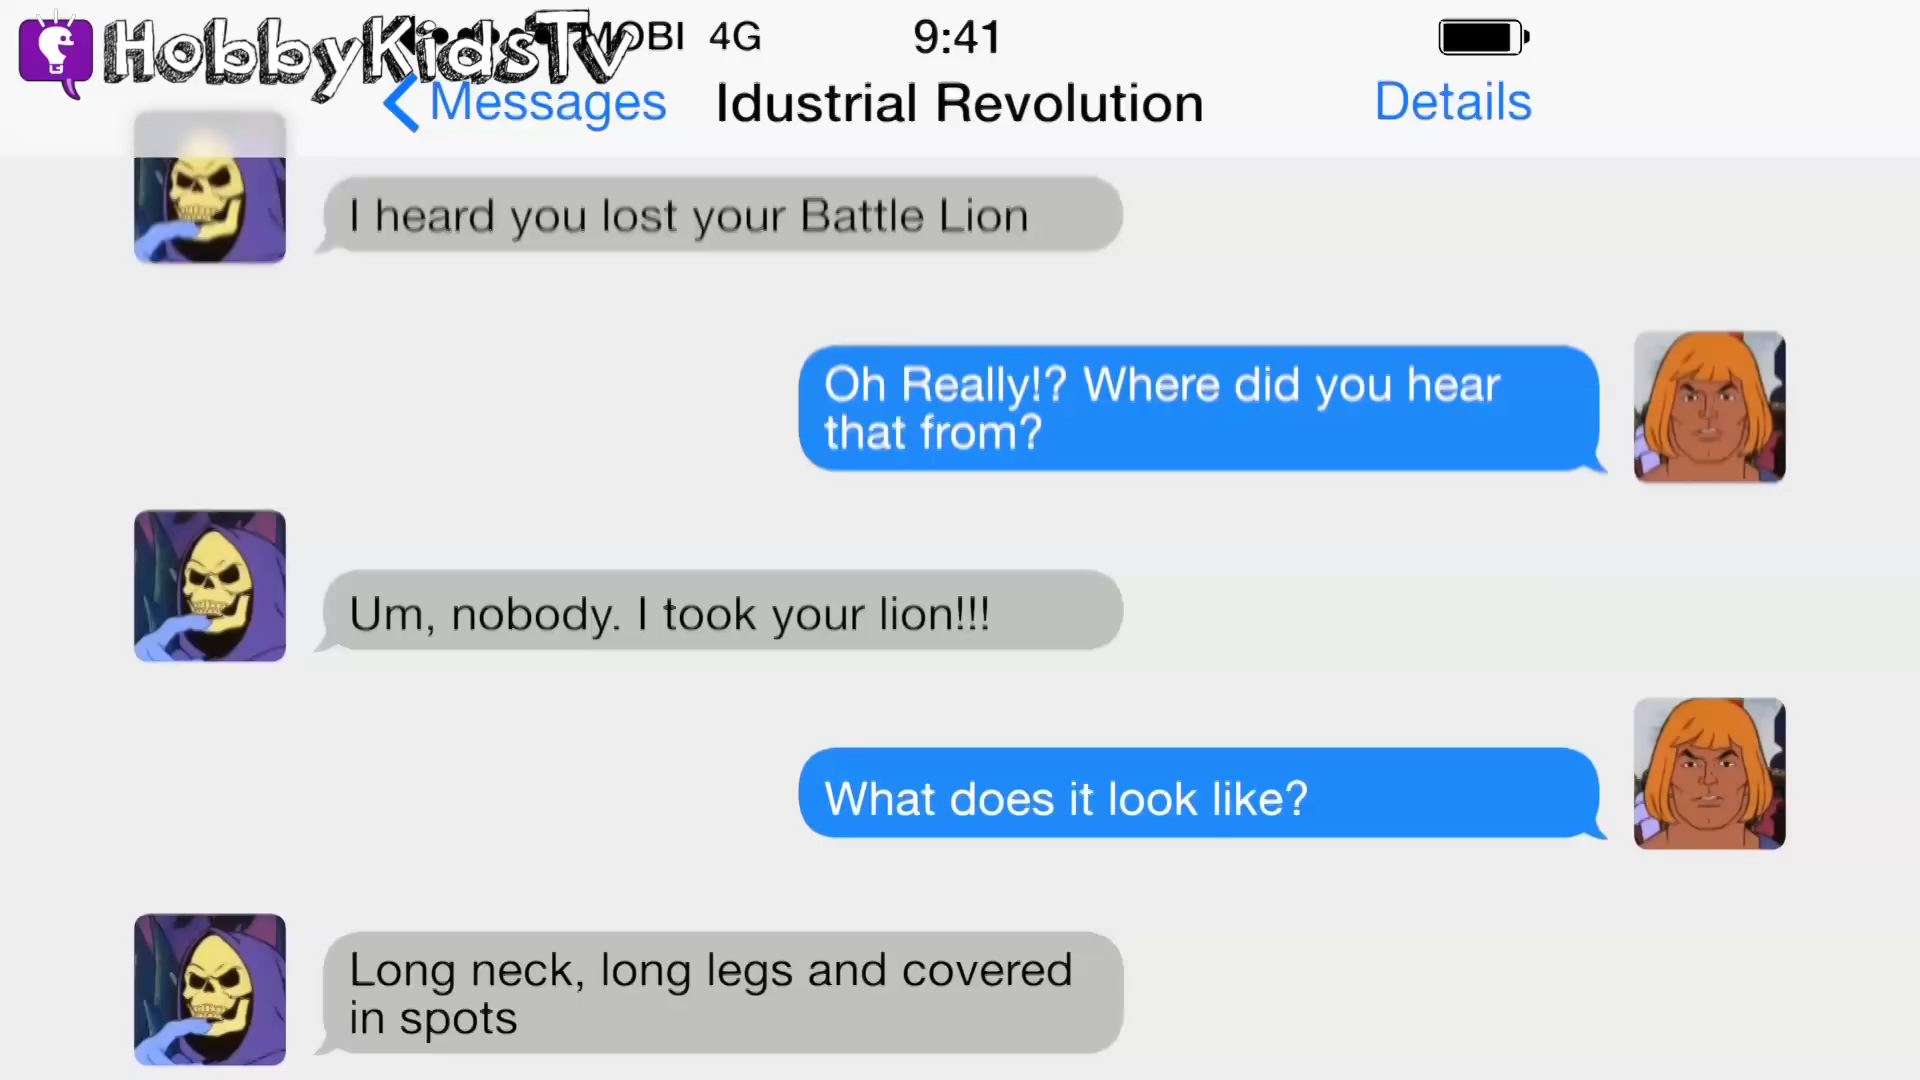 HobbyKidsTV
MOBI 4G 9:41
Messages Idustrial Revolution Details
I heard you lost your Battle Lion
Oh Really!? Where did you hear
that from?
Um, nobody. I took your lion!!!
What does it look like?
Long neck, long legs and covered
in spots